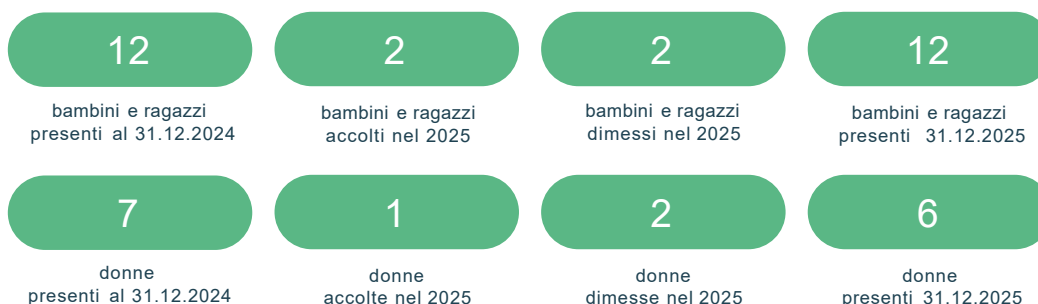 12
2
2
12
bambini e ragazzi
presenti al 31.12.2024
bambini e ragazzi
accolti nel 2025
bambini e ragazzi
dimessi nel 2025
bambini e ragazzi
presenti 31.12.2025
7
1
2
6
donne
presenti al 31.12.2024
donne
accolte nel 2025
donne
dimesse nel 2025
donne
presenti 31.12.2025